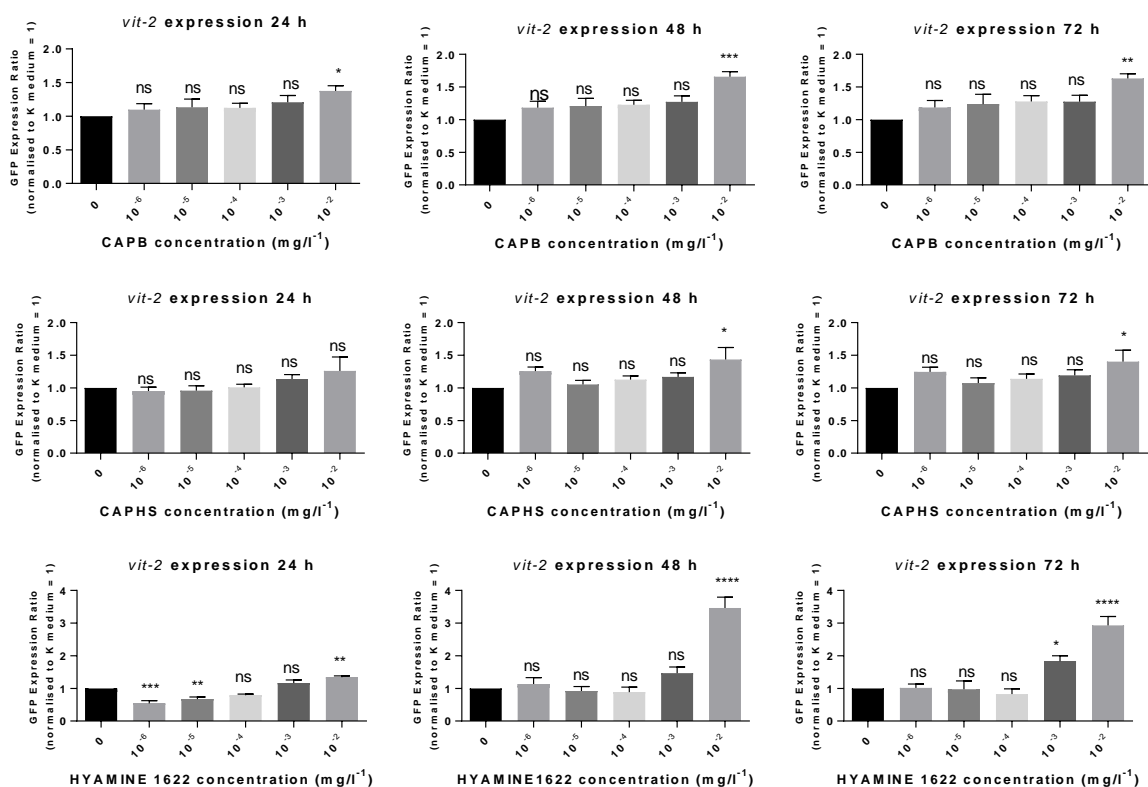 vit-2 expression 24 h
GFP Expression Ratio
(normalised to K medium = 1)
2.0
1.5
1.0
0.5
0.0
ns
ns
ns
ns
*
0
10-6
10-5
10-4
10-3
10-2
CAPB concentration (mg/l-1)
vit-2 expression 48 h
GFP Expression Ratio
(normalised to K medium = 1)
2.0
1.5
1.0
0.5
0.0
ns
ns
ns
ns
***
0
10-6
10-5
10-4
10-3
10-2
CAPB concentration (mg/l-1)
vit-2 expression 72 h
GFP Expression Ratio
(normalised to K medium = 1)
2.0
1.5
1.0
0.5
0.0
ns
ns
ns
ns
**
0
10-6
10-5
10-4
10-3
10-2
CAPB concentration (mg/l-1)
vit-2 expression 24 h
GFP Expression Ratio
(normalised to K medium = 1)
2.0
1.5
1.0
0.5
0.0
ns
ns
ns
ns
ns
0
10-6
10-5
10-4
10-3
10-2
CAPHS concentration (mg/l-1)
vit-2 expression 48 h
GFP Expression Ratio
(normalised to K medium = 1)
2.0
1.5
1.0
0.5
0.0
ns
ns
ns
ns
*
0
10-6
10-5
10-4
10-3
10-2
CAPHS concentration (mg/l-1)
vit-2 expression 72 h
GFP Expression Ratio
(normalised to K medium = 1)
2.0
1.5
1.0
0.5
0.0
ns
ns
ns
ns
*
0
10-6
10-5
10-4
10-3
10-2
CAPHS concentration (mg/l-1)
vit-2 expression 24 h
GFP Expression Ratio
(normalised to K medium = 1)
4
3
2
1
0
***
**
ns
ns
**
0
10-6
10-5
10-4
10-3
10-2
HYAMINE 1622 concentration (mg/l-1)
vit-2 expression 48 h
GFP Expression Ratio
(normalised to K medium = 1)
4
3
2
1
0
ns
ns
ns
ns
****
0
10-6
10-5
10-4
10-3
10-2
HYAMINE1622 concentration (mg/l-1)
vit-2 expression 72 h
GFP Expression Ratio
(normalised to K medium = 1)
4
3
2
1
0
ns
ns
ns
*
****
0
10-6
10-5
10-4
10-3
10-2
HYAMINE 1622 concentration (mg/l-1)